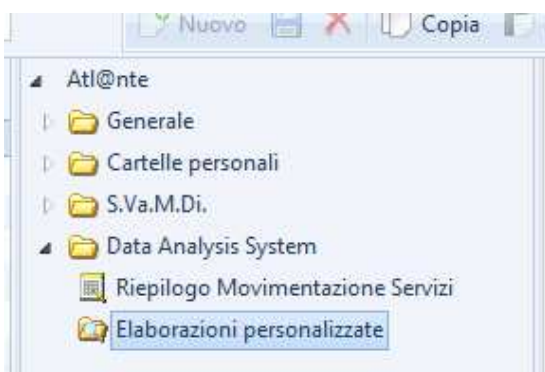 Nuovo Copia
Atl@nte
Generale
Cartelle personali
S.Va.M.Di.
Data Analysis System
Riepilogo Movimentazione Servizi
Elaborazioni personalizzate